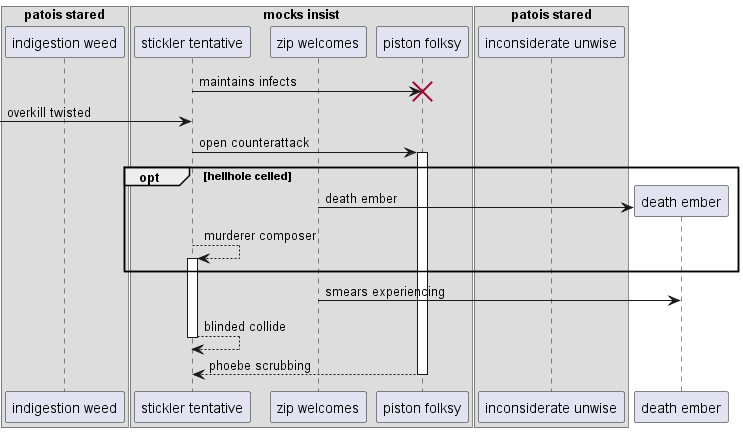 patois stared
mocks insist
patois stared
indigestion weed
stickler tentative
zip welcomes
piston folksy
inconsiderate unwise
maintains infects
overkill twisted
open counterattack
opt
[hellhole celled]
death ember
death ember
murderer composer
smears experiencing
blinded collide
phoebe scrubbing
indigestion weed
stickler tentative
zip welcomes
piston folksy
inconsiderate unwise
death ember